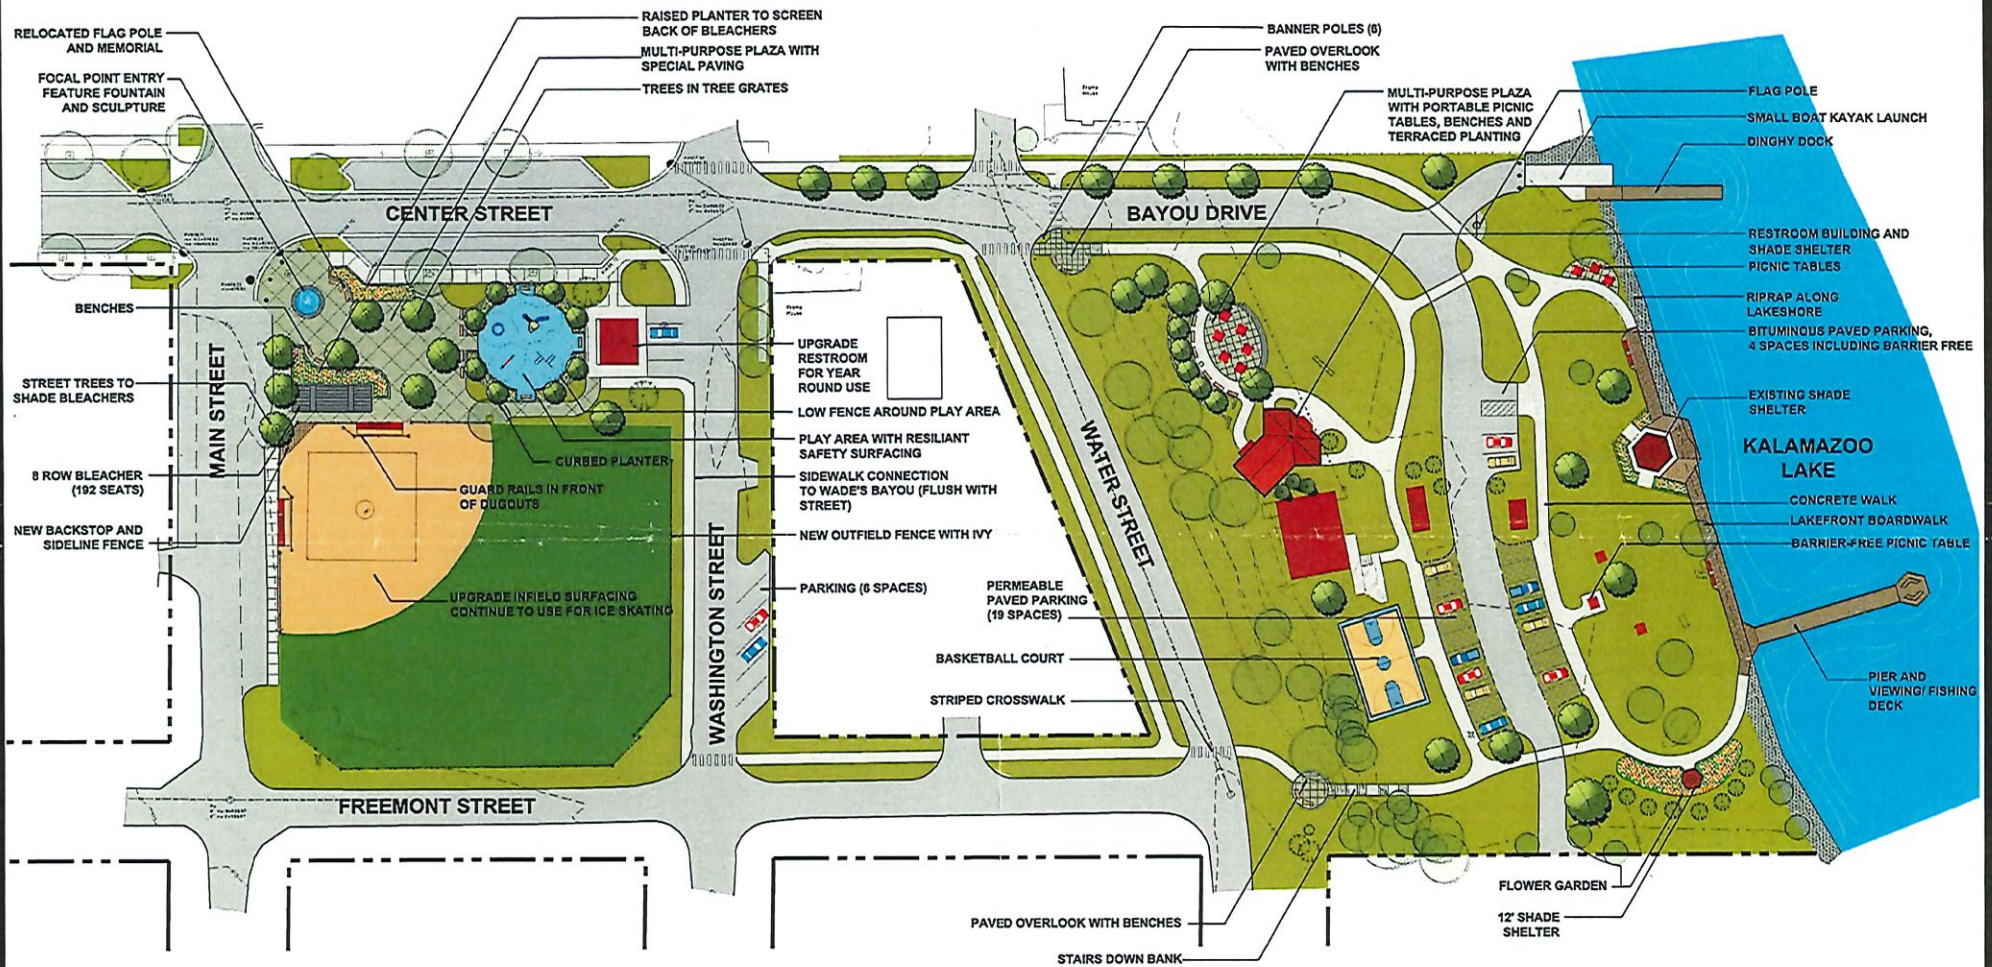 RELOCATED FLAG POLE
AND MEMORIAL
FOCAL POINT ENTRY
FEATURE FOUNTAIN
AND SCULPTURE
RAISED PLANTER TO SCREEN
BACK OF BLEACHERS
MULTI-PURPOSE PLAZA WITH
SPECIAL PAVING
TREES IN TREE GRATES
BANNER POLES (6)
PAVED OVERLOOK
WITH BENCHES
MULTI-PURPOSE PLAZA
WITH PORTABLE PICNIC
TABLES, BENCHES AND
TERRACED PLANTING
FLAG POLE
SMALL BOAT KAYAK LAUNCH
DINGHY DOCK
Frame
House
CENTER STREET
BAYOU DRIVE
RESTROOM BUILDING AND
SHADE SHELTER
PICNIC TABLES
RIPRAP ALONG
LAKESHORE
BITUMINOUS PAVED PARKING,
4 SPACES INCLUDING BARRIER FREE
EXISTING SHADE
SHELTER
KALAMAZOO
LAKE
CONCRETE WALK
LAKEFRONT BOARDWALK
BARRIER-FREE PICNIC TABLE
PIER AND
VIEWING/ FISHING
DECK
BENCHES
STREET TREES TO
SHADE BLEACHERS
MAIN STREET
8 ROW BLEACHER
(192 SEATS)
NEW BACKSTOP AND
SIDELINE FENCE
GUARD RAILS IN FRONT
OF DUGOUTS
CURBED PLANTER
UPGRADE INFIELD SURFACING
CONTINUE TO USE FOR ICE SKATING
Frame
House
UPGRADE
RESTROOM
FOR YEAR
ROUND USE
LOW FENCE AROUND PLAY AREA
PLAY AREA WITH RESILIANT
SAFETY SURFACING
SIDEWALK CONNECTION
TO WADE'S BAYOU (FLUSH WITH
STREET)
NEW OUTFIELD FENCE WITH IVY
PARKING (6 SPACES)
WASHINGTON STREET
WATER STREET
PERMEABLE
PAVED PARKING
(19 SPACES)
BASKETBALL COURT
STRIPED CROSSWALK
FREEMONT STREET
PAVED OVERLOOK WITH BENCHES
STAIRS DOWN BANK
FLOWER GARDEN
12' SHADE
SHELTER